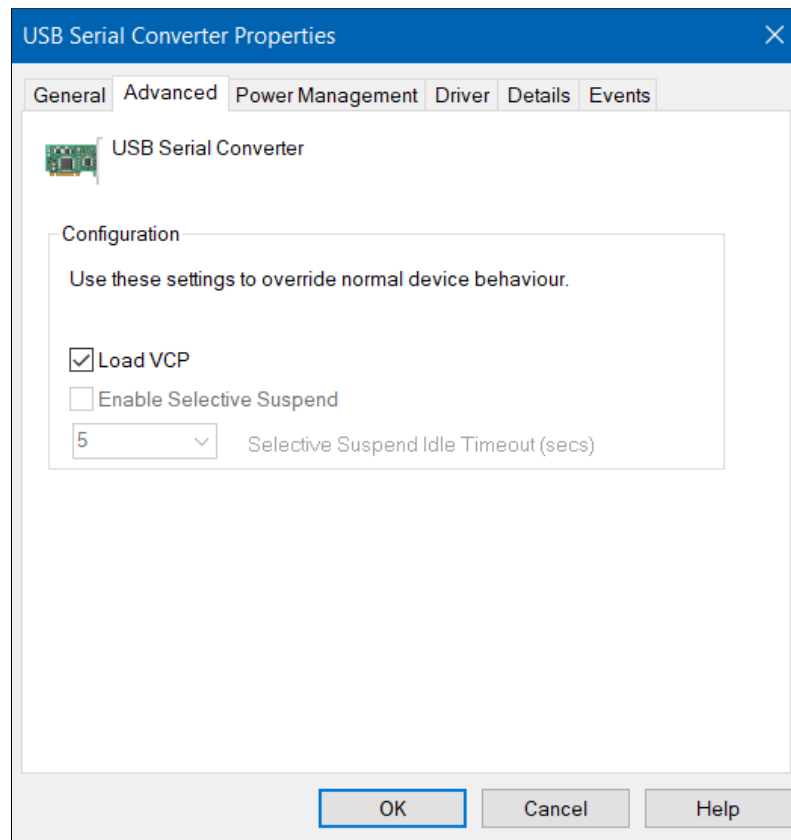 USB Serial Converter Properties
General Advanced Power Management Driver Details Events
USB Serial Converter
Configuration
Use these settings to override normal device behaviour.
Load VCP
Enable Selective Suspend
5 Selective Suspend Idle Timeout (secs)
OK Cancel Help